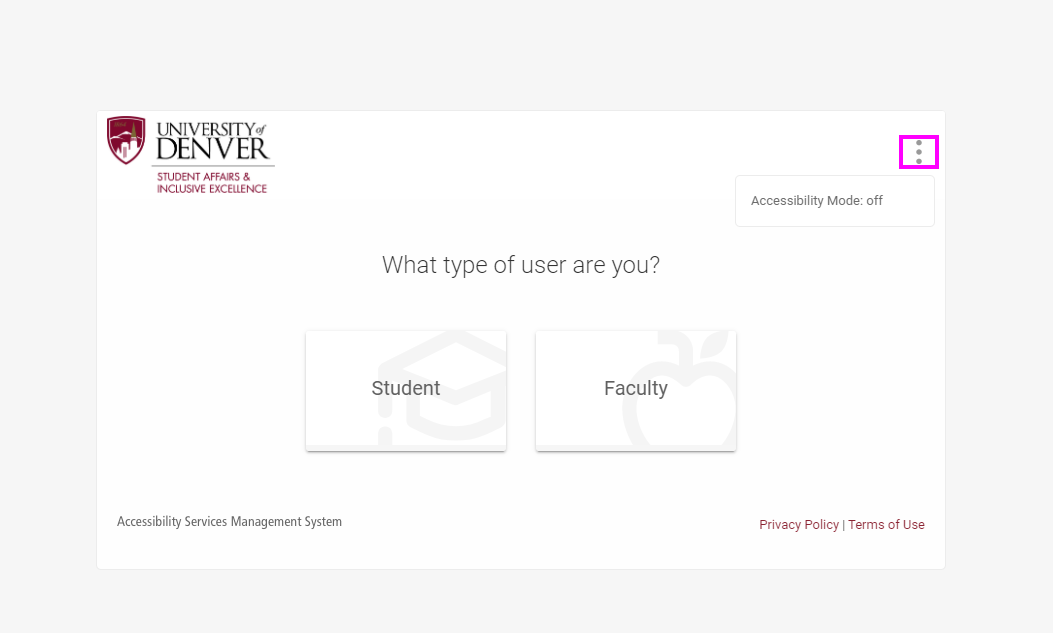 UNIVERSITY of
DENVER
STUDENT AFFAIRS &
INCLUSIVE EXCELLENCE
Accessibility Mode: off
What type of user are you?
Student
Faculty
Accessibility Services Management System
Privacy Policy | Terms of Use